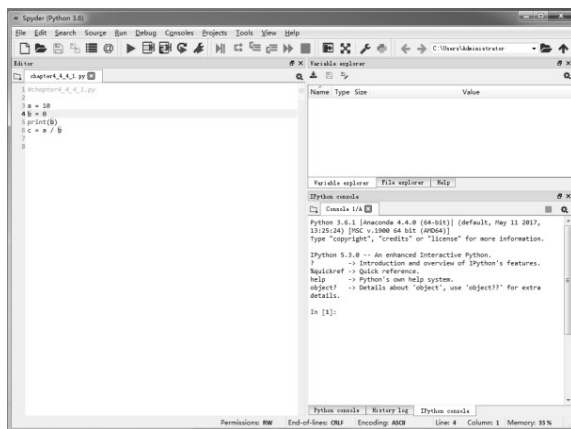 Spyder (Python 3.6)
File Edit Search Source Run Debug Consoles Projects Tools View Help
C:\Users\Administrator
Editor
chapter4_4_4_1.py
1 #chapter4_4_4_1.py
2
3 a = 10
4 b = 0
5 print(b)
6 c = a / b
7
8
Variable explorer
Name Type Size Value
Variable explorer File explorer Help
IPython console
Console 1/A
Python 3.6.1 |Anaconda 4.4.0 (64-bit)| (default, May 11 2017,
13:25:24) [MSC v.1900 64 bit (AMD64)]
Type "copyright", "credits" or "license" for more information.
IPython 5.3.0 -- An enhanced Interactive Python.
? -> Introduction and overview of IPython's features.
%quickref -> Quick reference.
help -> Python's own help system.
object? -> Details about 'object', use 'object??' for extra
details.
In [1]:
Python console History log IPython console
Permissions: RW End-of-lines: CRLF Encoding: ASCII Line: 4 Column: 1 Memory: 35 %